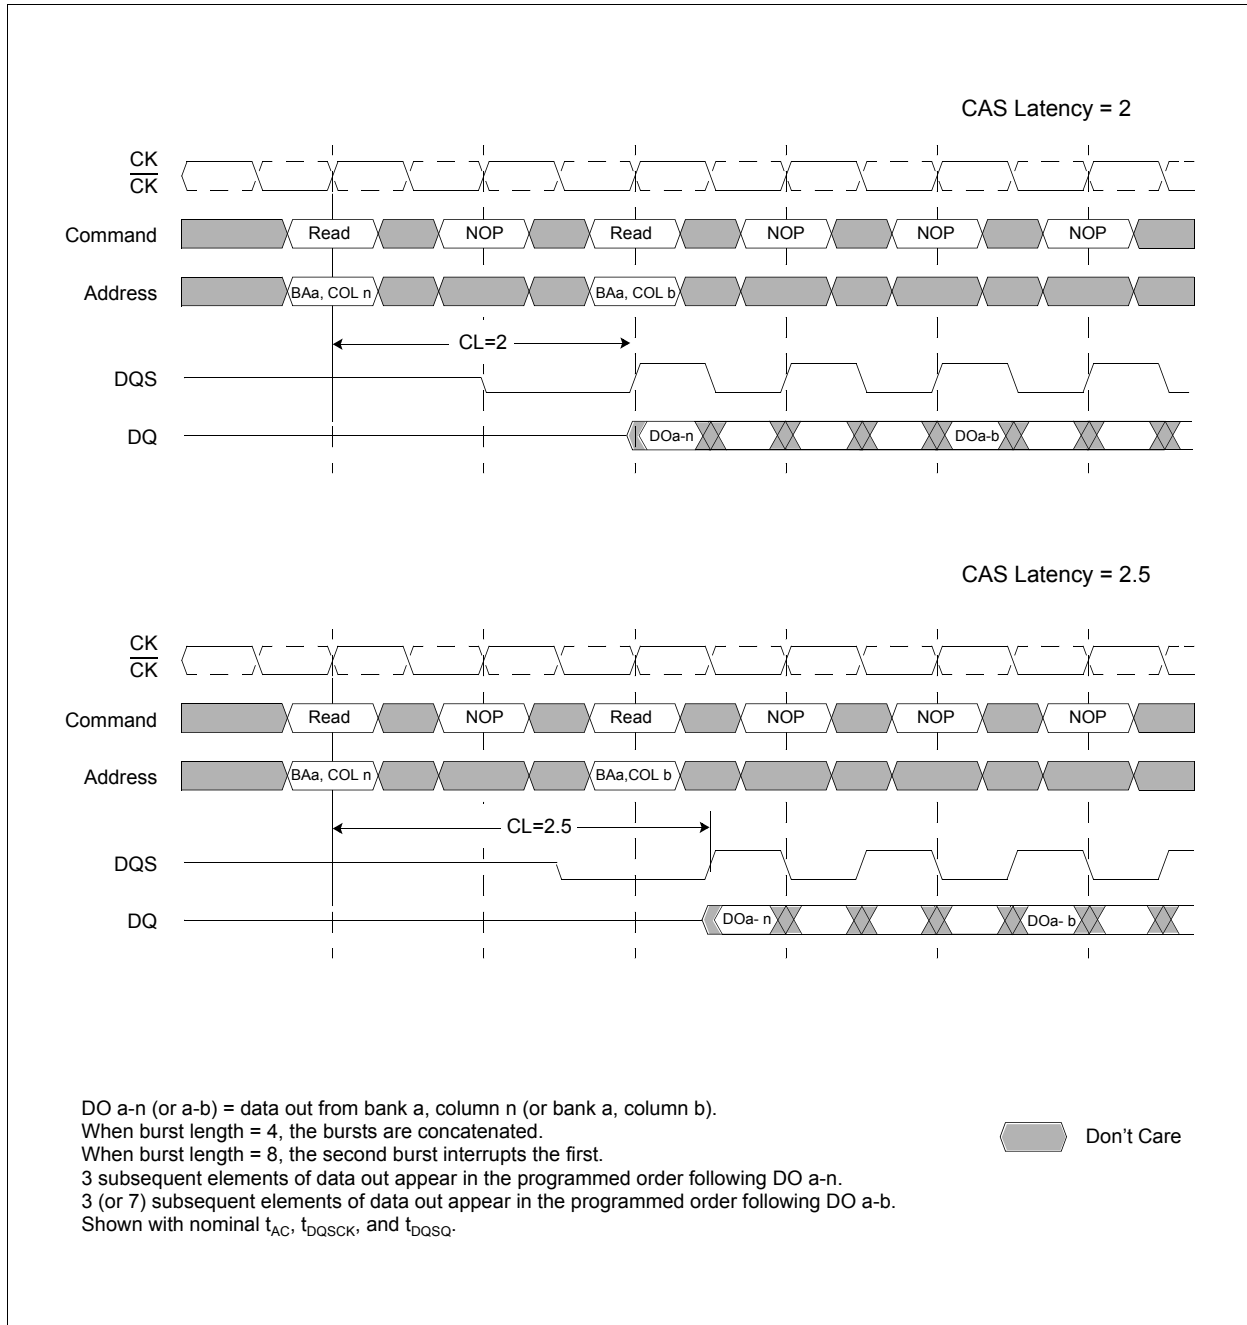 CAS Latency = 2
CK
CK
Command
Read
NOP
Read
NOP
NOP
NOP
Address
BAa, COL n
BAa, COL b
CL=2
DQS
DQ
DOa-n
DOa-b
CAS Latency = 2.5
CK
CK
Command
Read
NOP
Read
NOP
NOP
NOP
Address
BAa, COL n
BAa,COL b
CL=2.5
DQS
DQ
DOa- n
DOa- b
DO a-n (or a-b) = data out from bank a, column n (or bank a, column b).
When burst length = 4, the bursts are concatenated.
When burst length = 8, the second burst interrupts the first.
3 subsequent elements of data out appear in the programmed order following DO a-n.
3 (or 7) subsequent elements of data out appear in the programmed order following DO a-b.
Shown with nominal tAC, tDQSCK, and tDQSQ.
Don't Care